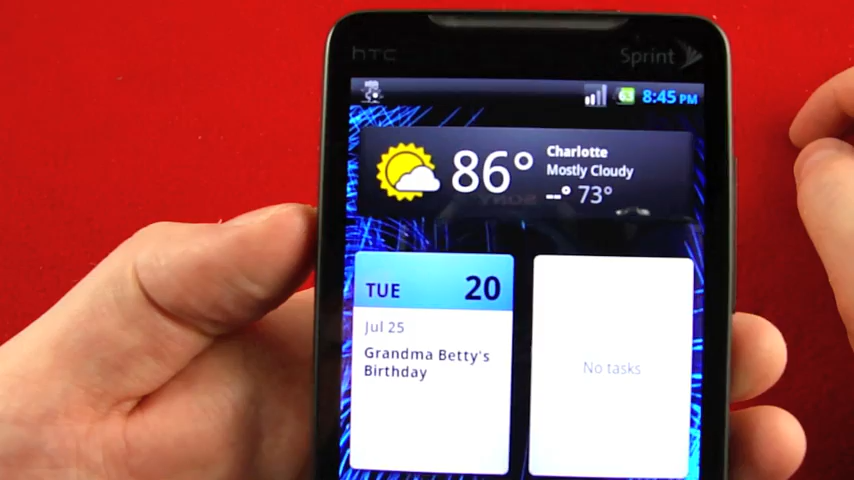 hTC
Sprint
63
8:45 PM
86°
Charlotte
Mostly Cloudy
--° 73°
TUE 20
Jul 25
Grandma Betty's
Birthday
No tasks